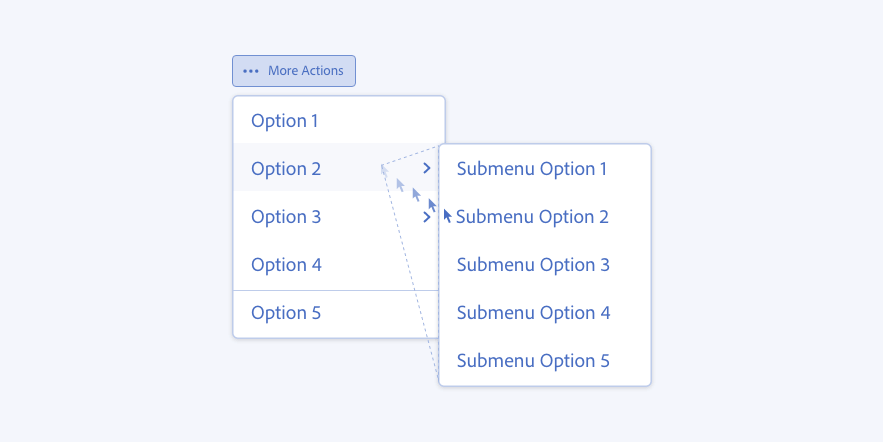 More Actions
Option 1
Option 2
Option 3
Option 4
Option 5
Submenu Option 1
Submenu Option 2
Submenu Option 3
Submenu Option 4
Submenu Option 5